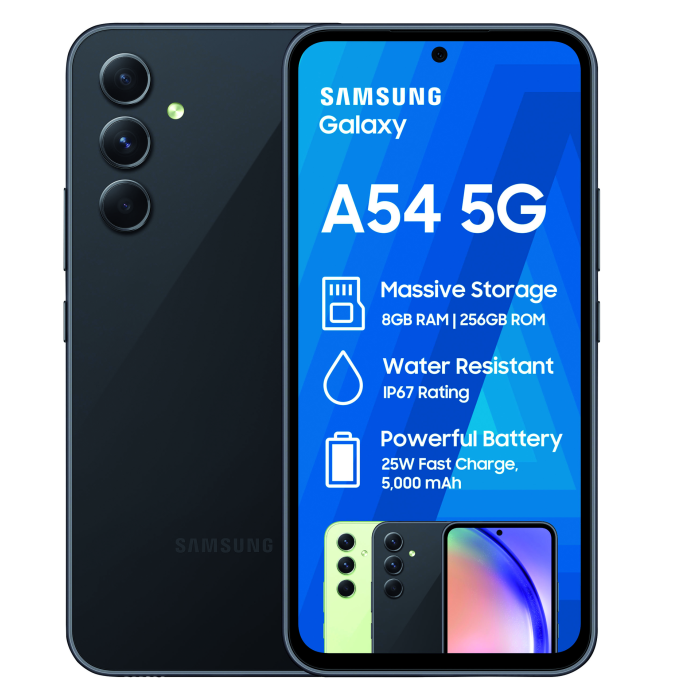 SAMSUNG
Galaxy
A54 5G
Massive Storage
8GB RAM | 256GB ROM
Water Resistant
IP67 Rating
Powerful Battery
25W Fast Charge,
5,000 mAh
SAMSUNG